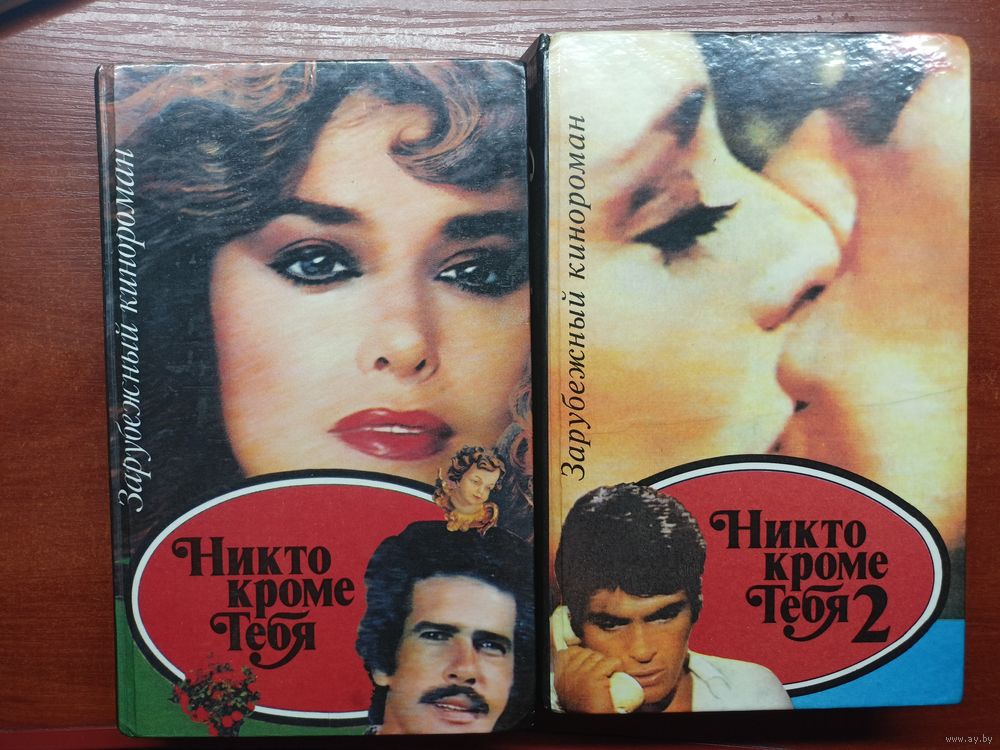 Зарубежный кинороман
Никто
кроме
Тебя
Зарубежный кинороман
Никто
кроме
Тебя 2
www.ay.by